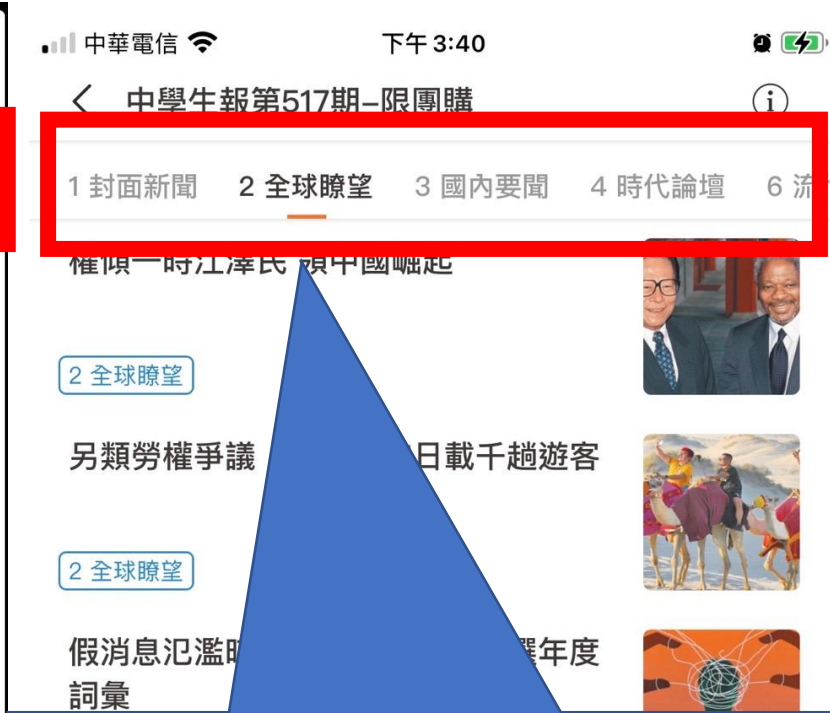 中華電信
下午 3:40
中學生報第517期–限團購
1 封面新聞 2 全球瞭望 3 國內要聞 4 時代論壇 6 流
權傾一時江澤民 領中國崛起
2 全球瞭望
另類勞權爭議 日載千趟遊客
2 全球瞭望
假消息氾濫時 選年度
詞彙